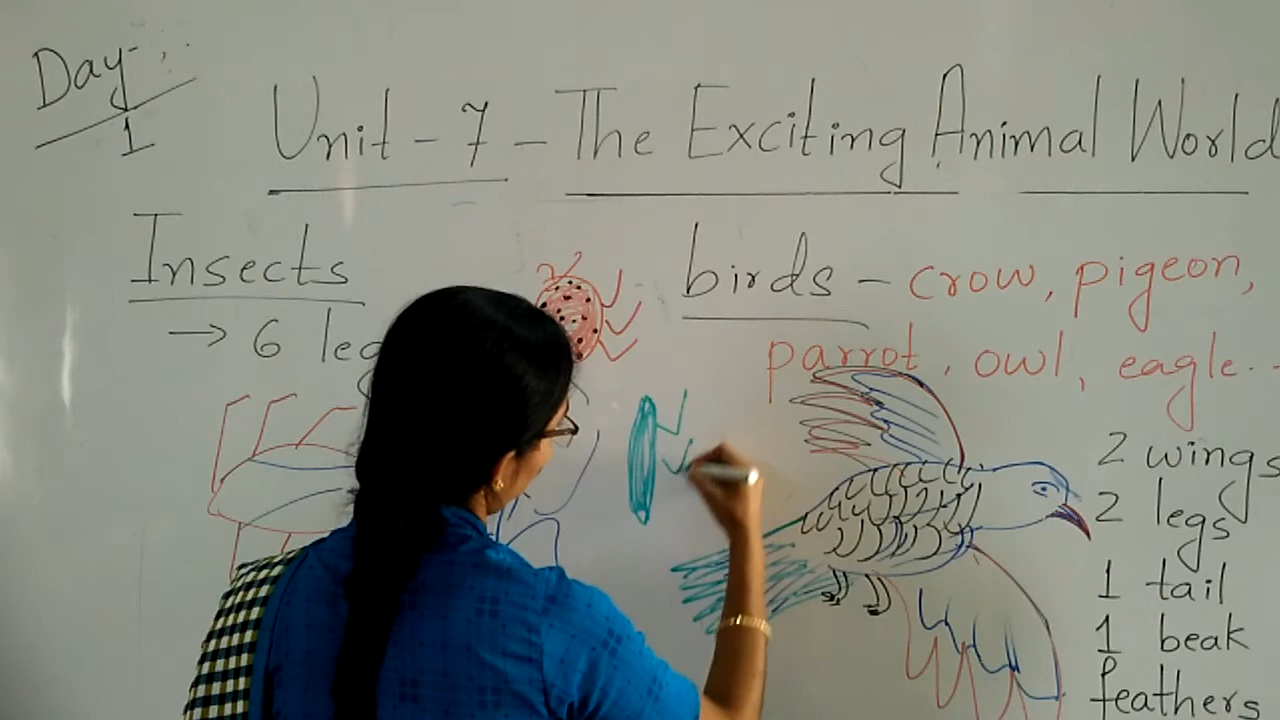 Day-1
Unit - 7 - The Exciting Animal World
Insects
→ 6
birds - crow, pigeon,
parrot, owl, eagle..
2 wings
2 legs
1 tail
1 beak
feathers